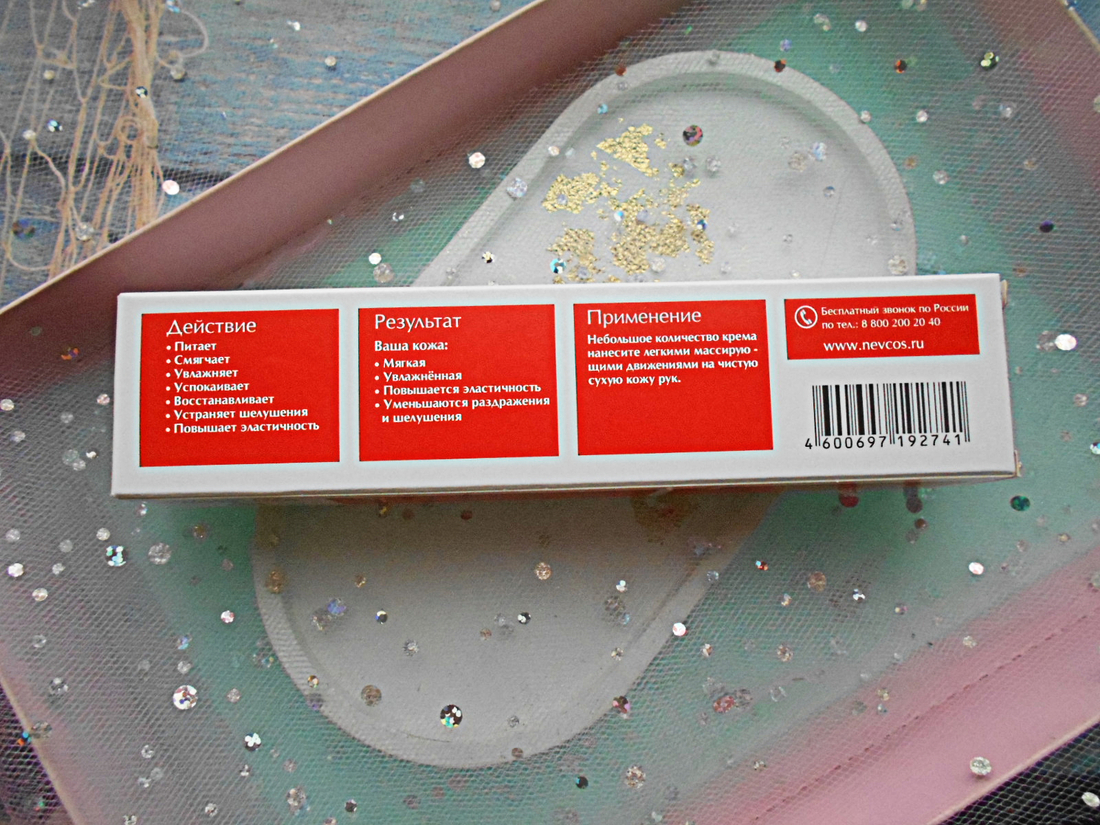 Действие
• Питает
• Смягчает
• Увлажняет
• Успокаивает
• Восстанавливает
• Устраняет шелушения
• Повышает эластичность
Результат
Ваша кожа:
• Мягкая
• Увлажнённая
• Повышается эластичность
• Уменьшаются раздражения
и шелушения
Применение
Небольшое количество крема
нанесите легкими массирую -
щими движениями на чистую
сухую кожу рук.
Бесплатный звонок по России
по тел.: 8 800 200 20 40
www.nevcos.ru
4 600697 192741